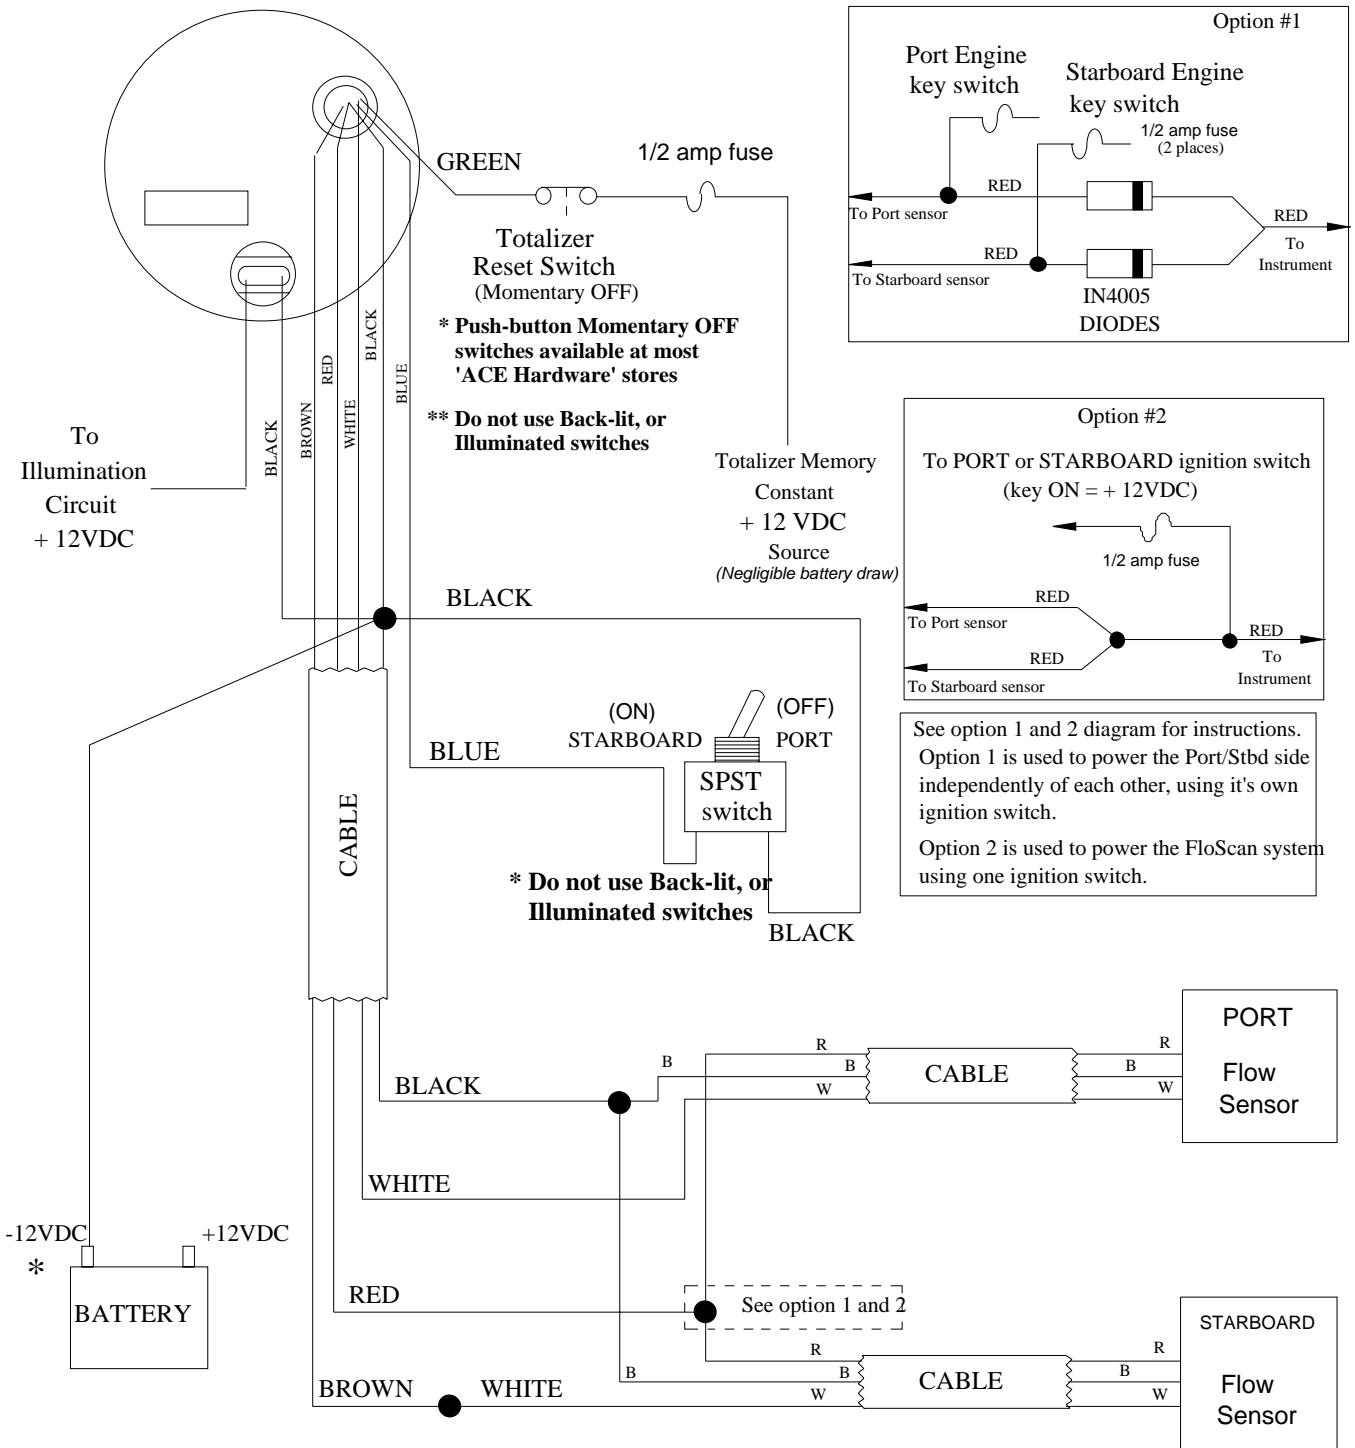 Option #1
Port Engine
key switch
Starboard Engine
key switch
1/2 amp fuse
(2 places)
RED
To Port sensor
RED
To
Instrument
RED
To Starboard sensor
IN4005
DIODES
GREEN
1/2 amp fuse
Totalizer
Reset Switch
(Momentary OFF)
* Push-button Momentary OFF
switches available at most
'ACE Hardware' stores
** Do not use Back-lit, or
Illuminated switches
BLACK
BROWN
RED
WHITE
BLACK
BLUE
To
Illumination
Circuit
+ 12VDC
Totalizer Memory
Constant
+ 12 VDC
Source
(Negligible battery draw)
Option #2
To PORT or STARBOARD ignition switch
(key ON = + 12VDC)
1/2 amp fuse
RED
To Port sensor
RED
To
Instrument
RED
To Starboard sensor
BLACK
(ON)
STARBOARD
(OFF)
PORT
BLUE
SPST
switch
* Do not use Back-lit, or
Illuminated switches
BLACK
See option 1 and 2 diagram for instructions.
Option 1 is used to power the Port/Stbd side
independently of each other, using it's own
ignition switch.
Option 2 is used to power the FloScan system
using one ignition switch.
CABLE
PORT
Flow
Sensor
R
B
B
W
CABLE
R
B
W
BLACK
WHITE
-12VDC
+12VDC
*
BATTERY
RED
See option 1 and 2
STARBOARD
Flow
Sensor
R
B
B
W
CABLE
R
B
W
BROWN
WHITE